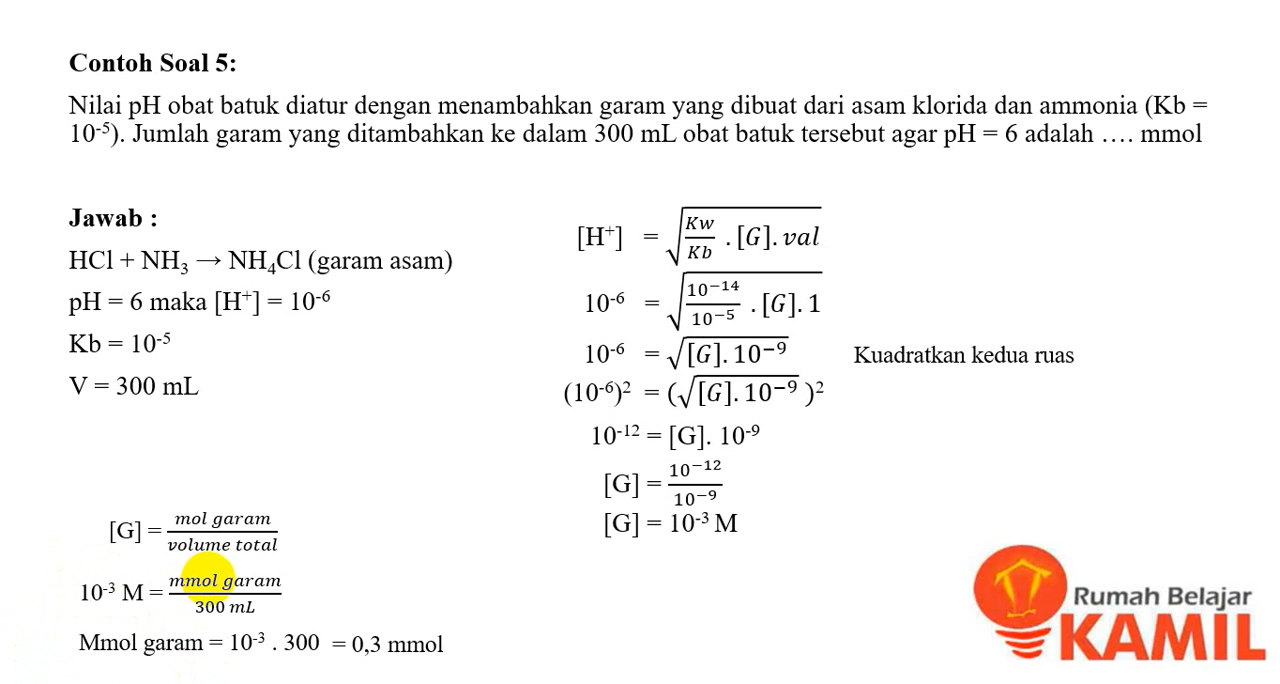 Contoh Soal 5:
Nilai pH obat batuk diatur dengan menambahkan garam yang dibuat dari asam klorida dan ammonia (Kb =
10⁻⁵). Jumlah garam yang ditambahkan ke dalam 300 mL obat batuk tersebut agar pH = 6 adalah …. mmol
Jawab :
HCl + NH₃ → NH₄Cl (garam asam)
pH = 6 maka [H⁺] = 10⁻⁶
Kb = 10⁻⁵
V = 300 mL
[G] = mol garam / volume total
10⁻³ M = mmol garam / 300 mL
Mmol garam = 10⁻³ . 300 = 0,3 mmol
[H⁺] = √(Kw/Kb . [G]. val)
10⁻⁶ = √(10⁻¹⁴/10⁻⁵ . [G]. 1)
10⁻⁶ = √([G]. 10⁻⁹) Kuadratkan kedua ruas
(10⁻⁶)² = (√([G]. 10⁻⁹) )²
10⁻¹² = [G]. 10⁻⁹
[G] = 10⁻¹²/10⁻⁹
[G] = 10⁻³ M
Rumah Belajar
KAMIL